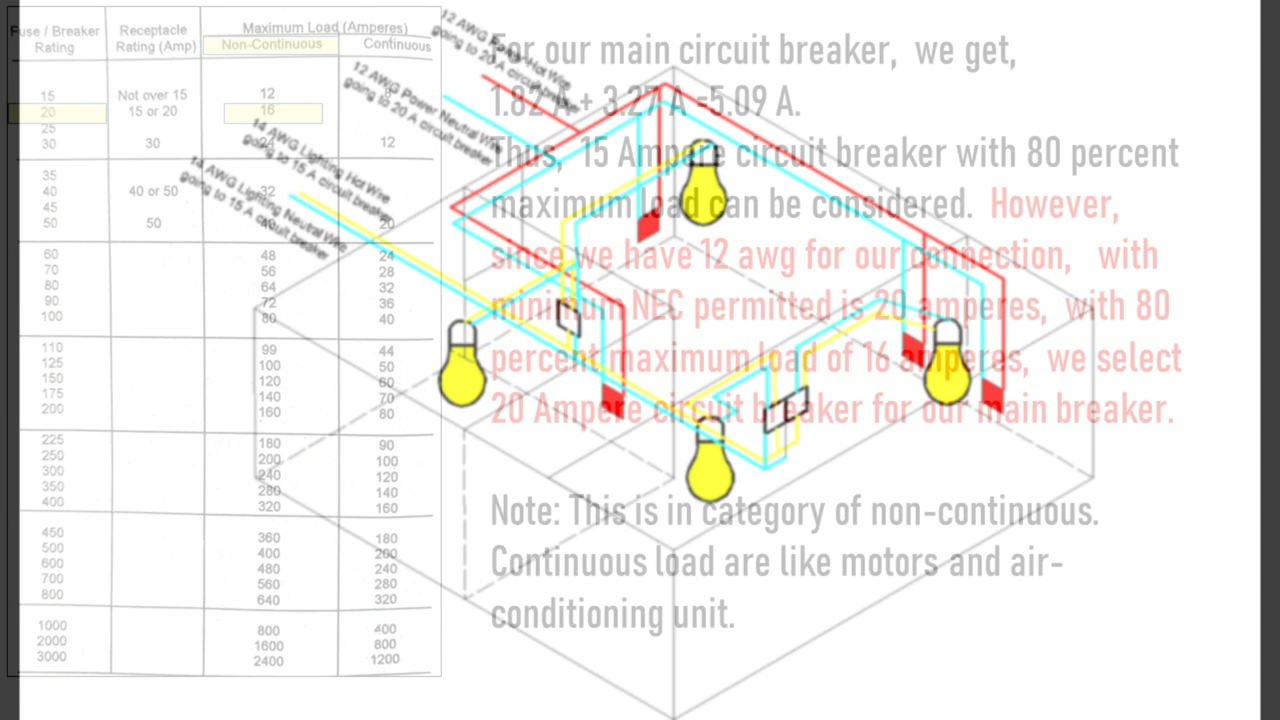 Fuse / Breaker Rating
Receptacle Rating (Amp)
Maximum Load (Amperes)
Non-Continuous Continuous
15 Not over 15 12
20 15 or 20 16
25
30 30 24 12
35
40 40 or 50 32
45
50 50 20
60 48 24
70 56 28
80 64 32
90 72 36
100 80 40
110 99 44
125 100 50
150 120 60
175 140 70
200 160 80
225 180 90
250 200 100
300 240 120
350 280 140
400 320 160
450 360 180
500 400 200
600 480 240
700 560 280
800 640 320
1000 800 400
2000 1600 800
3000 2400 1200
12 AWG Power Hot Wire
going to 20 A circuit breaker
12 AWG Power Neutral Wire
going to 20 A circuit breaker
14 AWG Lighting Hot Wire
going to 15 A circuit breaker
14 AWG Lighting Neutral Wire
going to 15 A circuit breaker
For our main circuit breaker, we get,
1.82 A + 3.27 A =5.09 A.
Thus, 15 Ampere circuit breaker with 80 percent
maximum load can be considered. However,
since we have 12 awg for our connection, with
minimum NEC permitted is 20 amperes, with 80
percent maximum load of 16 amperes, we select
20 Ampere circuit breaker for our main breaker.
Note: This is in category of non-continuous.
Continuous load are like motors and air-
conditioning unit.